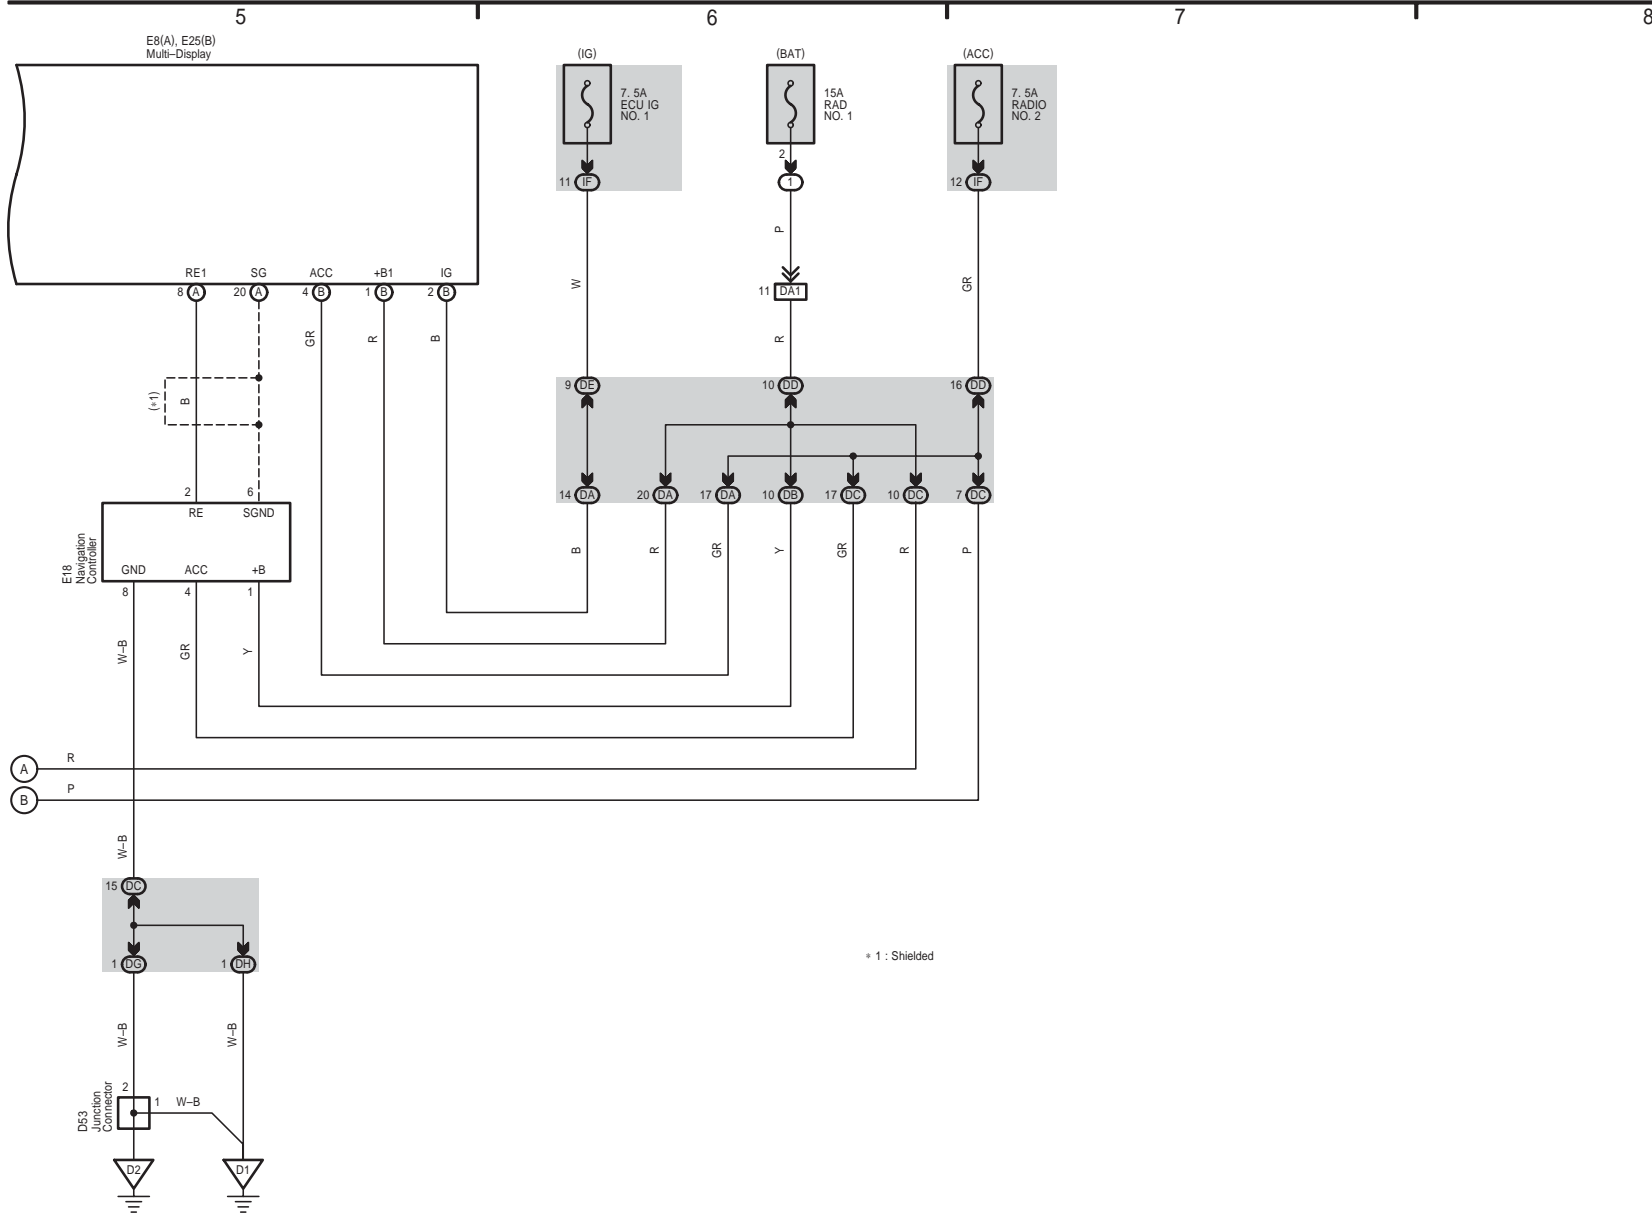 5
6
7
8
E8(A), E25(B)
Multi–Display
(IG)
(BAT)
(ACC)
7. 5A
ECU IG
NO. 1
15A
RAD
NO. 1
7. 5A
RADIO
NO. 2
2
11 IF
1
12 IF
P
W
GR
RE1
SG
ACC
+B1
IG
8 A
20 A
4 B
1 B
2 B
11 DA1
GR
R
B
R
(∗1)
B
9 DE
10 DD
16 DD
2
6
14 DA
20 DA
17 DA
10 DB
17 DC
10 DC
7 DC
RE
SGND
E18
Navigation
Controller
GND
ACC
+B
8
4
1
B
R
GR
Y
GR
R
P
W–B
GR
Y
A
R
B
P
W–B
15 DC
∗ 1 : Shielded
1 DG
1 DH
W–B
W–B
2
1
W–B
D53
Junction
Connector
D2
D1